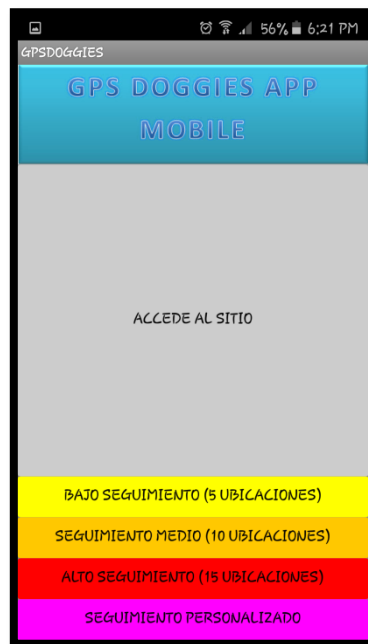 56% 6:21 PM
GPSDOGGIES
GPS DOGGIES APP
MOBILE
ACCEDE AL SITIO
BAJO SEGUIMIENTO (5 UBICACIONES)
SEGUIMIENTO MEDIO (10 UBICACIONES)
ALTO SEGUIMIENTO (15 UBICACIONES)
SEGUIMIENTO PERSONALIZADO